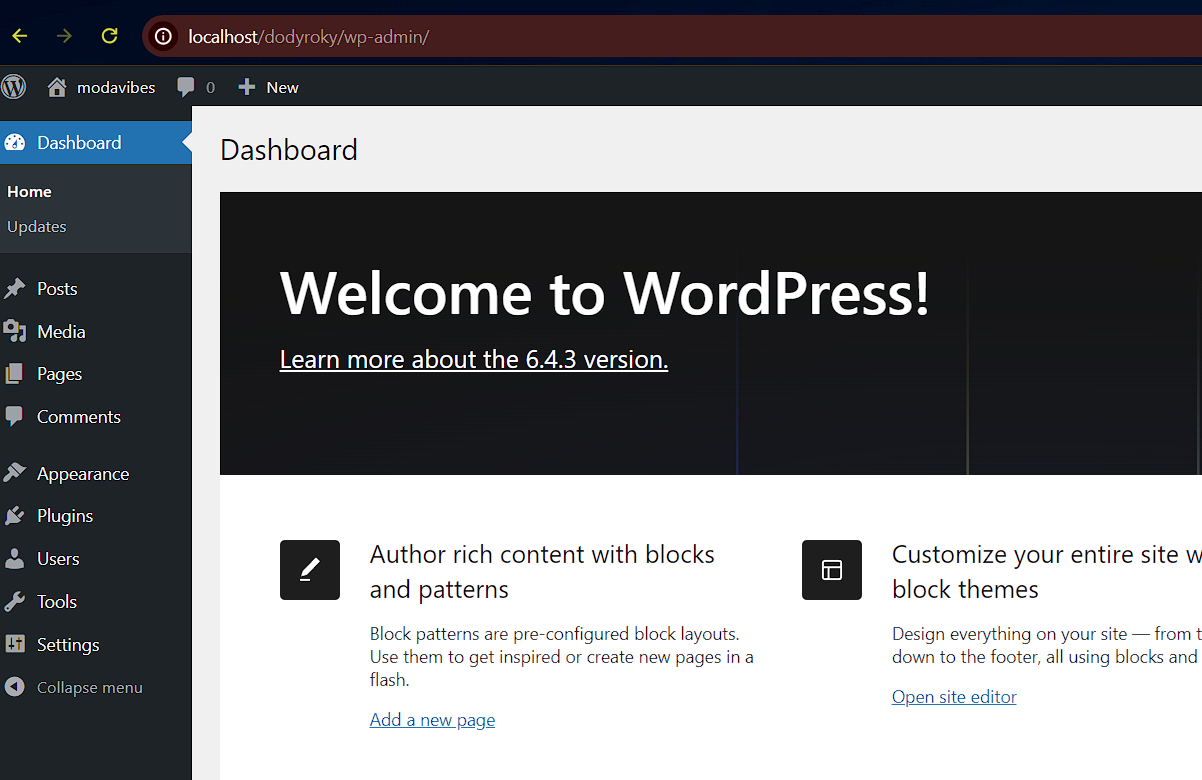 localhost/dodyroky/wp-admin/
modavibes 0 New
Dashboard
Home
Updates
Posts
Media
Pages
Comments
Appearance
Plugins
Users
Tools
Settings
Collapse menu
Dashboard
Welcome to WordPress!
Learn more about the 6.4.3 version.
Author rich content with blocks
and patterns
Block patterns are pre-configured block layouts.
Use them to get inspired or create new pages in a
flash.
Add a new page
Customize your entire site w
block themes
Design everything on your site — from t
down to the footer, all using blocks and
Open site editor